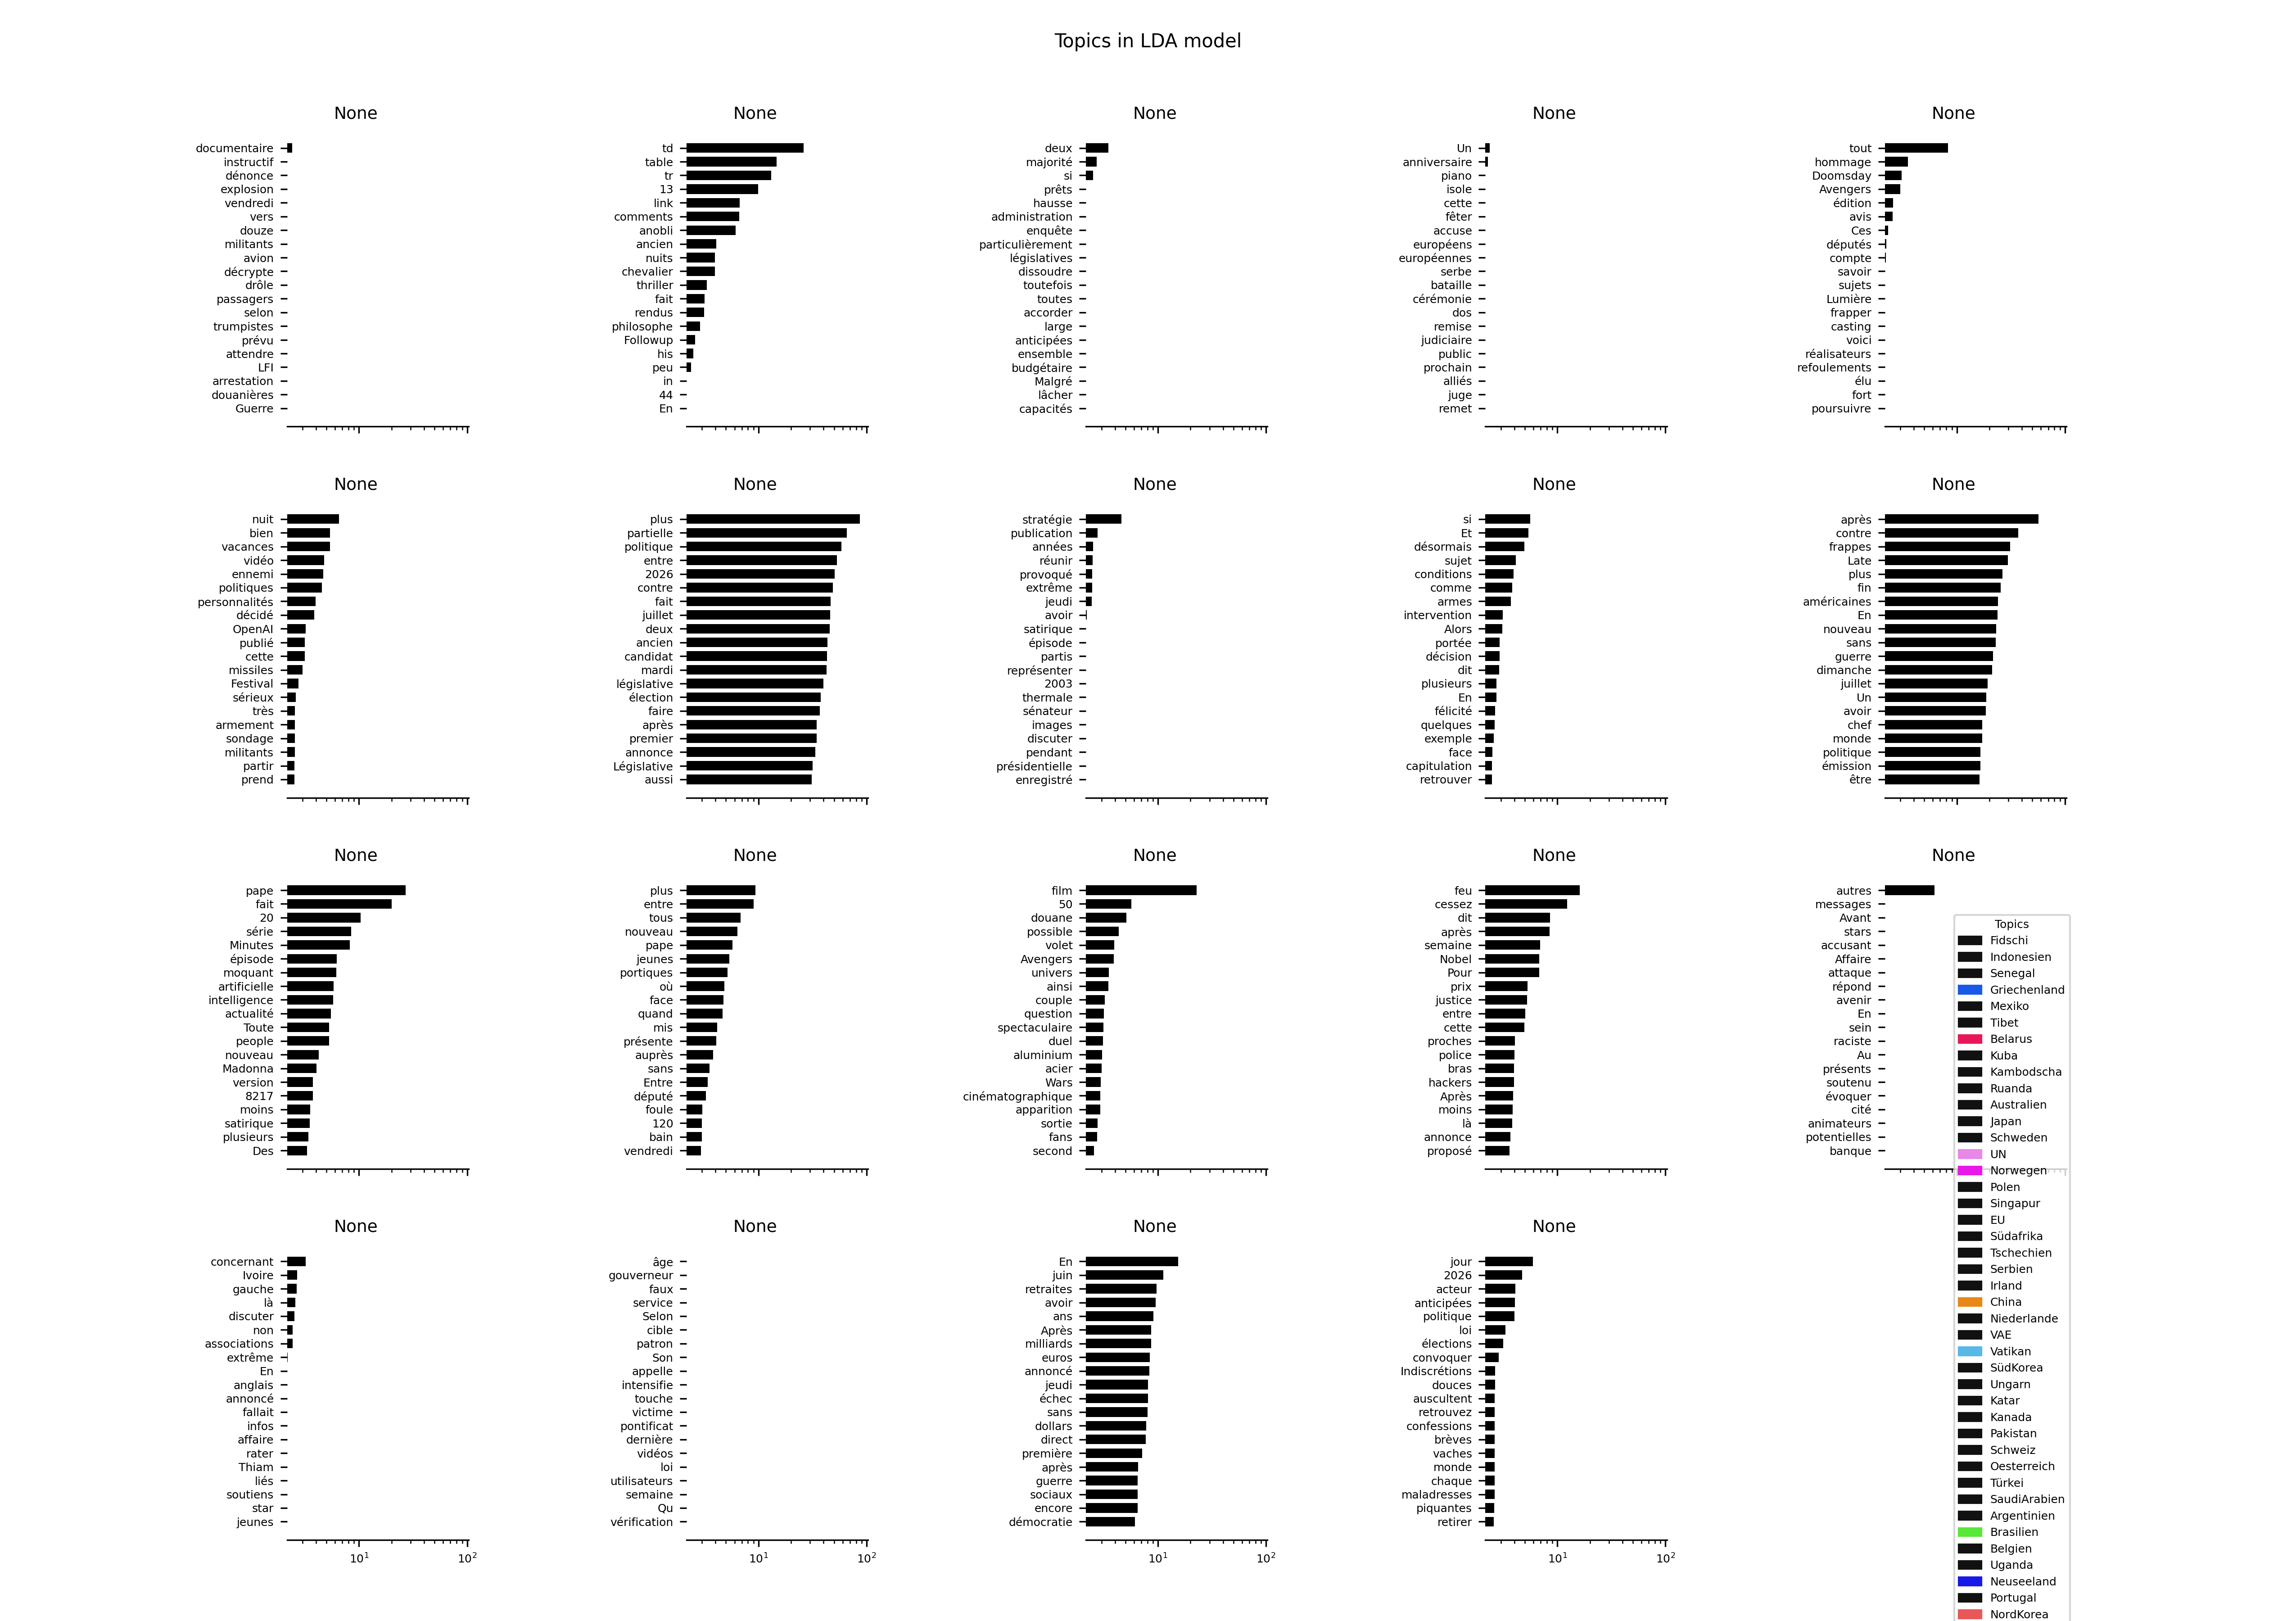 Topics in LDA model
None
documentaire
instructif
dénonce
explosion
vendredi
vers
douze
militants
avion
décrypte
drôle
passagers
selon
trumpistes
prévu
attendre
LFI
arrestation
douanières
Guerre
None
td
table
tr
13
link
comments
anobli
ancien
nuits
chevalier
thriller
fait
rendus
philosophe
Followup
his
peu
in
44
En
None
deux
majorité
si
prêts
hausse
administration
enquête
particulièrement
législatives
dissoudre
toutefois
toutes
accorder
large
anticipées
ensemble
budgétaire
Malgré
lâcher
capacités
None
Un
anniversaire
piano
isole
cette
fêter
accuse
européens
européennes
serbe
bataille
cérémonie
dos
remise
judiciaire
public
prochain
alliés
juge
remet
None
tout
hommage
Doomsday
Avengers
édition
avis
Ces
députés
compte
savoir
sujets
Lumière
frapper
casting
voici
réalisateurs
refoulements
élu
fort
poursuivre
None
nuit
bien
vacances
vidéo
ennemi
politiques
personnalités
décidé
OpenAI
publié
cette
missiles
Festival
sérieux
très
armement
sondage
militants
partir
prend
None
plus
partielle
politique
entre
2026
contre
fait
juillet
deux
ancien
candidat
mardi
législative
élection
faire
après
premier
annonce
Législative
aussi
None
stratégie
publication
années
réunir
provoqué
extrême
jeudi
avoir
satirique
épisode
partis
représenter
2003
thermale
sénateur
images
discuter
pendant
présidentielle
enregistré
None
si
Et
désormais
sujet
conditions
comme
armes
intervention
Alors
portée
décision
dit
plusieurs
En
félicité
quelques
exemple
face
capitulation
retrouver
None
après
contre
frappes
Late
plus
fin
américaines
En
nouveau
sans
guerre
dimanche
juillet
Un
avoir
chef
monde
politique
émission
être
None
pape
fait
20
série
Minutes
épisode
moquant
artificielle
intelligence
actualité
Toute
people
nouveau
Madonna
version
8217
moins
satirique
plusieurs
Des
None
plus
entre
tous
nouveau
pape
jeunes
portiques
où
face
quand
mis
présente
auprès
sans
Entre
député
foule
120
bain
vendredi
None
film
50
douane
possible
volet
Avengers
univers
ainsi
couple
question
spectaculaire
duel
aluminium
acier
Wars
cinématographique
apparition
sortie
fans
second
None
feu
cessez
dit
après
semaine
Nobel
Pour
prix
justice
entre
cette
proches
police
bras
hackers
Après
moins
là
annonce
proposé
None
autres
messages
Avant
stars
accusant
Affaire
attaque
répond
avenir
En
sein
raciste
Au
présents
soutenu
évoquer
cité
animateurs
potentielles
banque
None
concernant
Ivoire
gauche
là
discuter
non
associations
extrême
En
anglais
annoncé
fallait
infos
affaire
rater
Thiam
liés
soutiens
star
jeunes
10¹ 10²
None
âge
gouverneur
faux
service
Selon
cible
patron
Son
appelle
intensifie
touche
victime
pontificat
dernière
vidéos
loi
utilisateurs
semaine
Qu
vérification
10¹ 10²
None
En
juin
retraites
avoir
ans
Après
milliards
euros
annoncé
jeudi
échec
sans
dollars
direct
première
après
guerre
sociaux
encore
démocratie
10¹ 10²
None
jour
2026
acteur
anticipées
politique
loi
élections
convoquer
Indiscrétions
douces
auscultent
retrouvez
confessions
brèves
vaches
monde
chaque
maladresses
piquantes
retirer
10¹ 10²
Topics
Fidschi
Indonesien
Senegal
Griechenland
Mexiko
Tibet
Belarus
Kuba
Kambodscha
Ruanda
Australien
Japan
Schweden
UN
Norwegen
Polen
Singapur
EU
Südafrika
Tschechien
Serbien
Irland
China
Niederlande
VAE
Vatikan
SüdKorea
Ungarn
Katar
Kanada
Pakistan
Schweiz
Oesterreich
Türkei
SaudiArabien
Argentinien
Brasilien
Belgien
Uganda
Neuseeland
Portugal
NordKorea